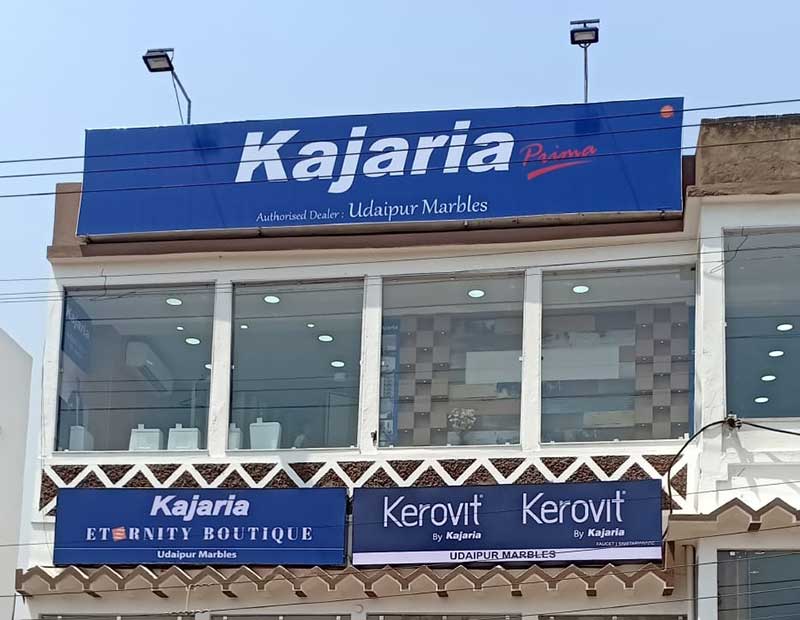 Kajaria Prima
Authorised Dealer : Udaipur Marbles
Kajaria
Kajaria
ETERNITY BOUTIQUE
Udaipur Marbles
Kerovit Kerovit
By Kajaria By Kajaria
UDAIPUR MARBLES